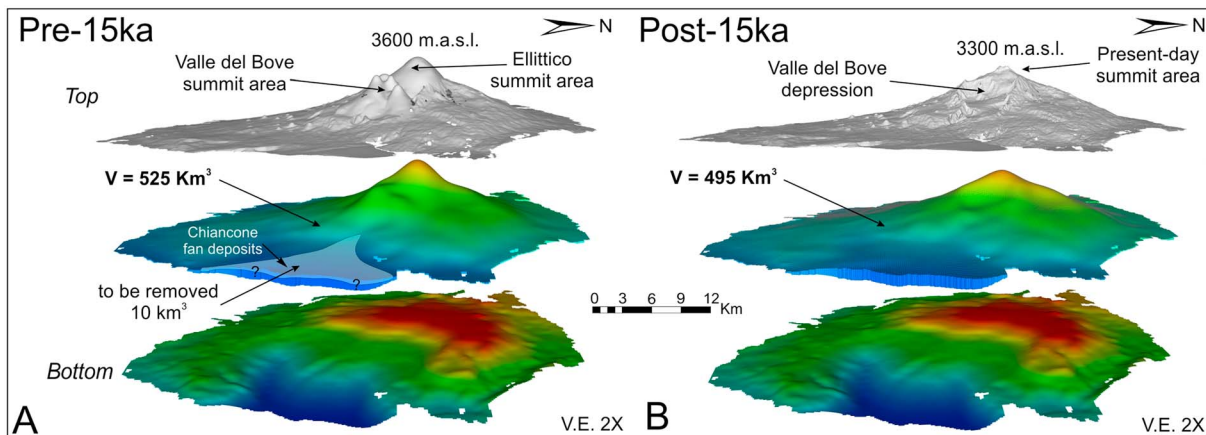 Pre-15ka
3600 m.a.s.l.
N
Valle del Bove
summit area
Ellittico
summit area
Top
V = 525 Km³
Chiancone
fan deposits
?
?
to be removed
10 km³
Bottom
A
V.E. 2X
0 3 6 9 12
Km
Post-15ka
3300 m.a.s.l.
N
Valle del Bove
depression
Present-day
summit area
V = 495 Km³
B
V.E. 2X